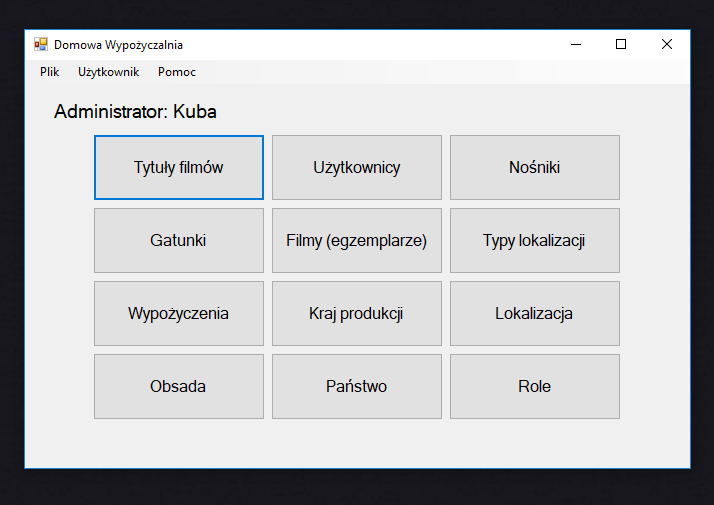 Domowa Wypożyczalnia
Plik Użytkownik Pomoc
Administrator: Kuba
Tytuły filmów Użytkownicy Nośniki
Gatunki Filmy (egzemplarze) Typy lokalizacji
Wypożyczenia Kraj produkcji Lokalizacja
Obsada Państwo Role